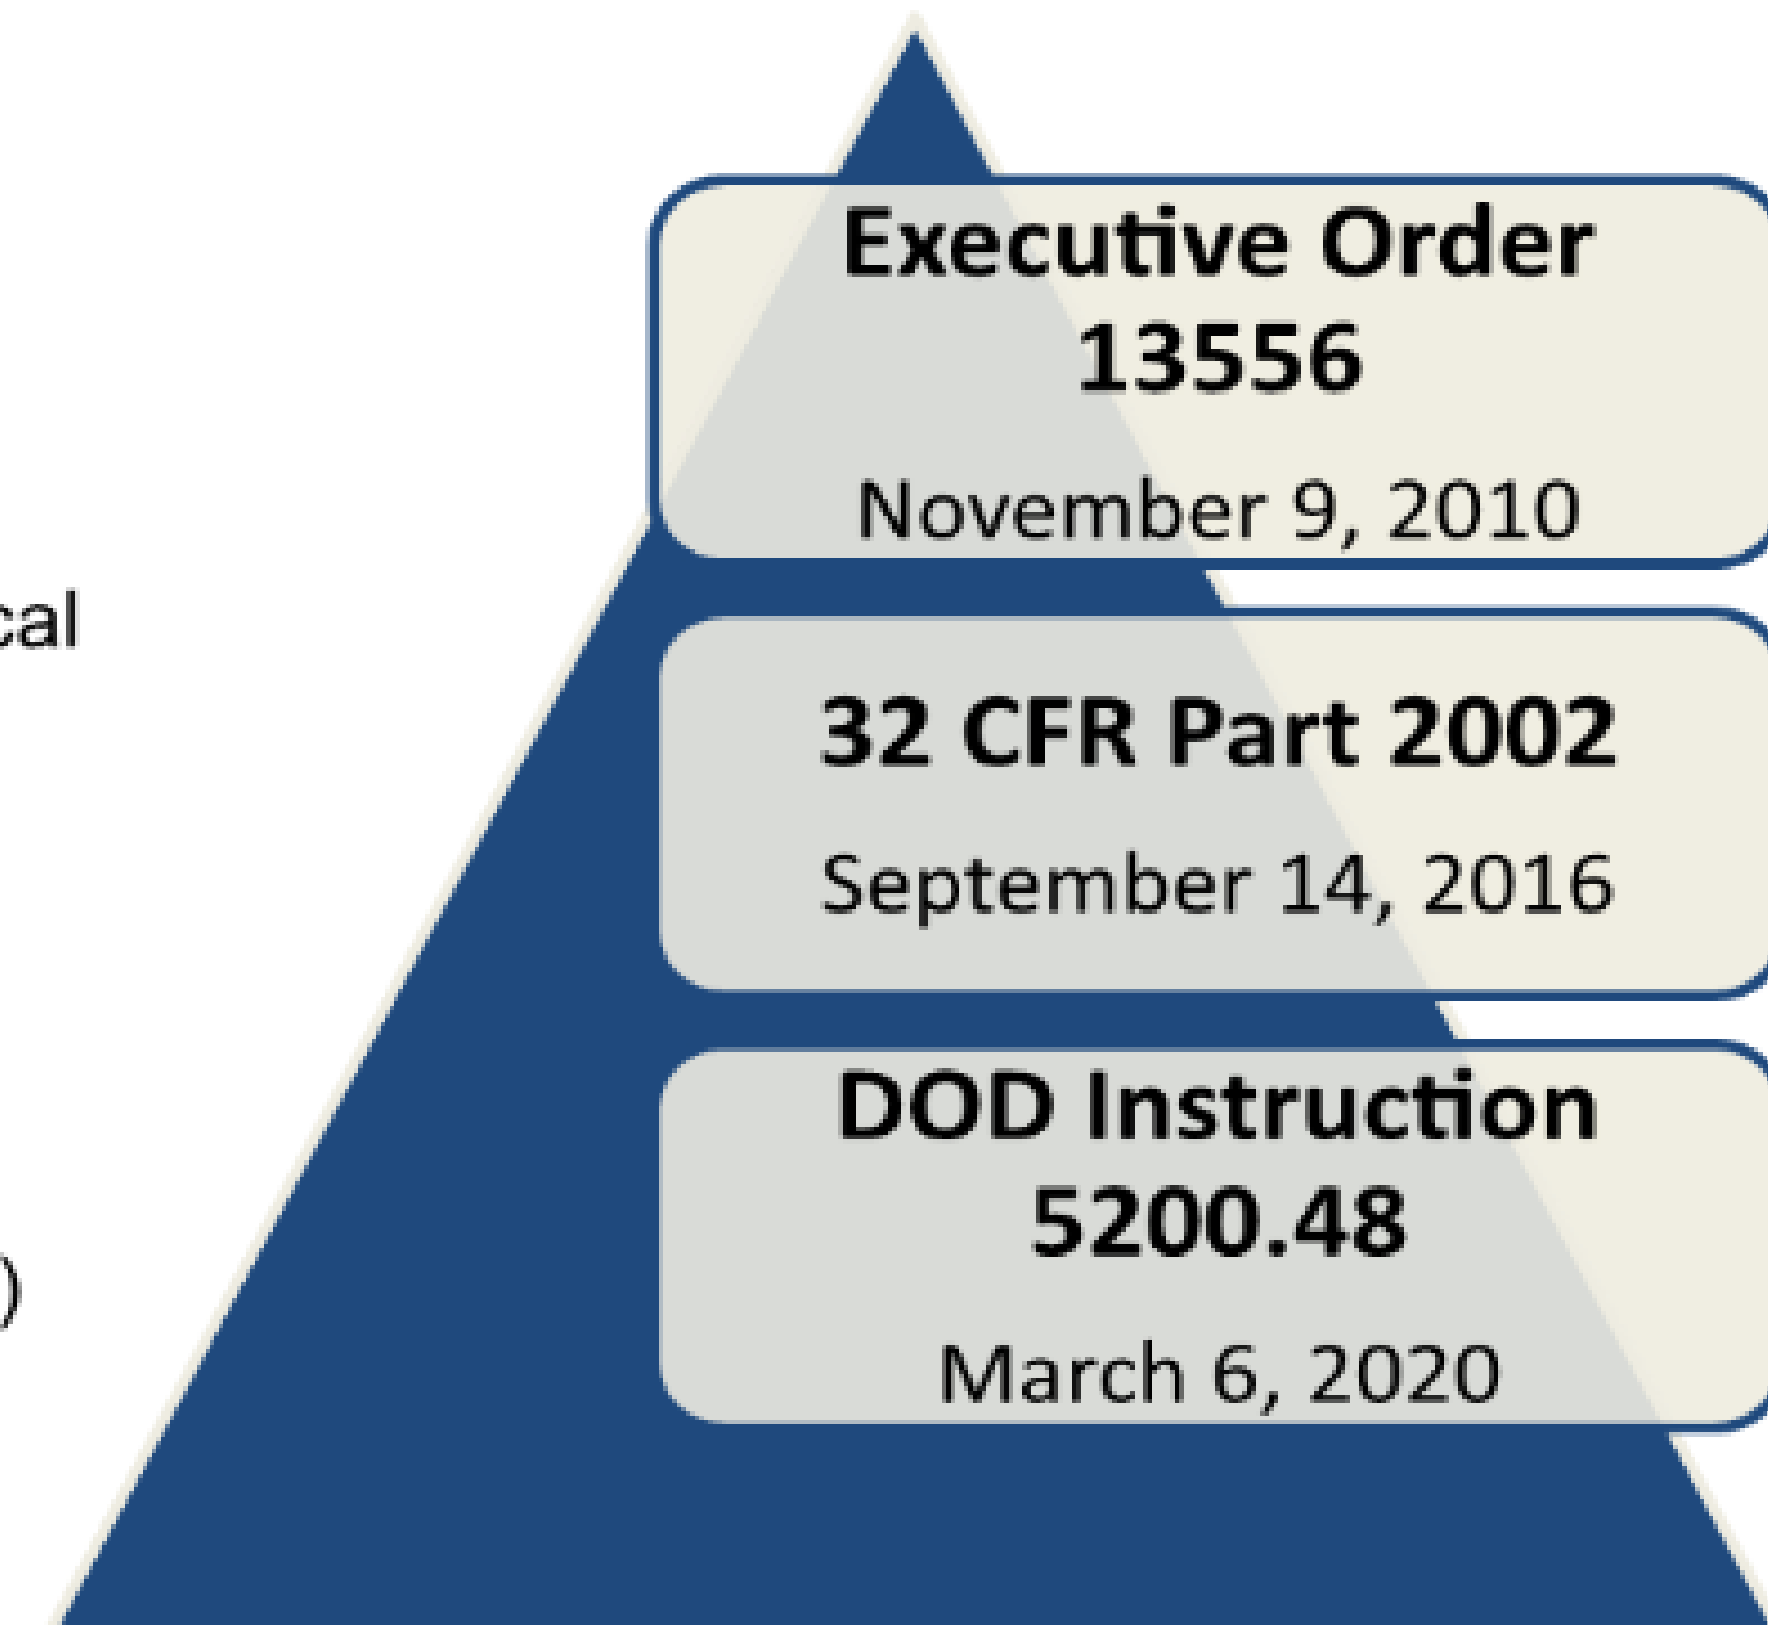 Executive Order
13556
November 9, 2010
cal
32 CFR Part 2002
September 14, 2016
DOD Instruction
5200.48
)
March 6, 2020